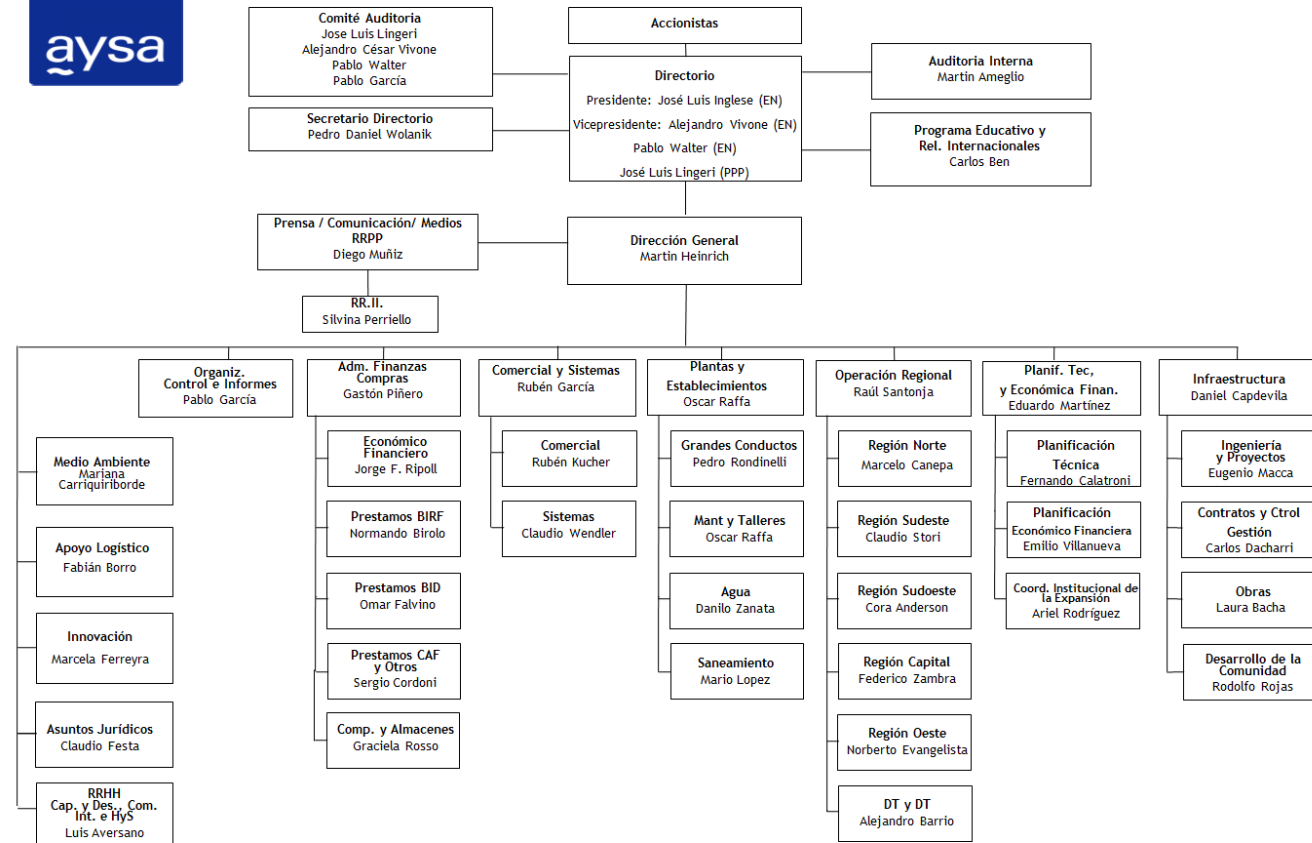 aysa
Comité Auditoria
Jose Luis Lingeri
Alejandro César Vivone
Pablo Walter
Pablo García
Accionistas
Directorio
Presidente: José Luis Inglese (EN)
Vicepresidente: Alejandro Vivone (EN)
Pablo Walter (EN)
José Luis Lingeri (PPP)
Auditoria Interna
Martin Ameglio
Secretario Directorio
Pedro Daniel Wolanik
Programa Educativo y
Rel. Internacionales
Carlos Ben
Prensa / Comunicación/ Medios
RRPP
Diego Muñiz
Dirección General
Martin Heinrich
RR.II.
Silvina Perriello
Organiz.
Control e Informes
Pablo García
Adm. Finanzas
Compras
Gastón Piñero
Comercial y Sistemas
Rubén García
Plantas y
Establecimientos
Oscar Raffa
Operación Regional
Raúl Santonja
Planif. Tec,
y Económica Finan.
Eduardo Martínez
Infraestructura
Daniel Capdevila
Medio Ambiente
Mariana
Carriquiriborde
Apoyo Logístico
Fabián Borro
Innovación
Marcela Ferreyra
Asuntos Jurídicos
Claudio Festa
RRHH
Cap. y Des., Com.
Int. e HyS
Luis Aversano
Económico
Financiero
Jorge F. Ripoll
Prestamos BIRF
Normando Birolo
Prestamos BID
Omar Falvino
Prestamos CAF
y Otros
Sergio Cordoni
Comp. y Almacenes
Graciela Rosso
Comercial
Rubén Kucher
Sistemas
Claudio Wendler
Grandes Conductos
Pedro Rondinelli
Mant y Talleres
Oscar Raffa
Agua
Danilo Zanata
Saneamiento
Mario Lopez
Región Norte
Marcelo Canepa
Región Sudeste
Claudio Stori
Región Sudoeste
Cora Anderson
Región Capital
Federico Zambra
Región Oeste
Norberto Evangelista
DT y DT
Alejandro Barrio
Planificación
Técnica
Fernando Calatroni
Planificación
Económico Financiera
Emilio Villanueva
Coord. Institucional de
la Expansión
Ariel Rodríguez
Ingeniería
y Proyectos
Eugenio Macca
Contratos y Ctrol
Gestión
Carlos Dacharri
Obras
Laura Bacha
Desarrollo de la
Comunidad
Rodolfo Rojas